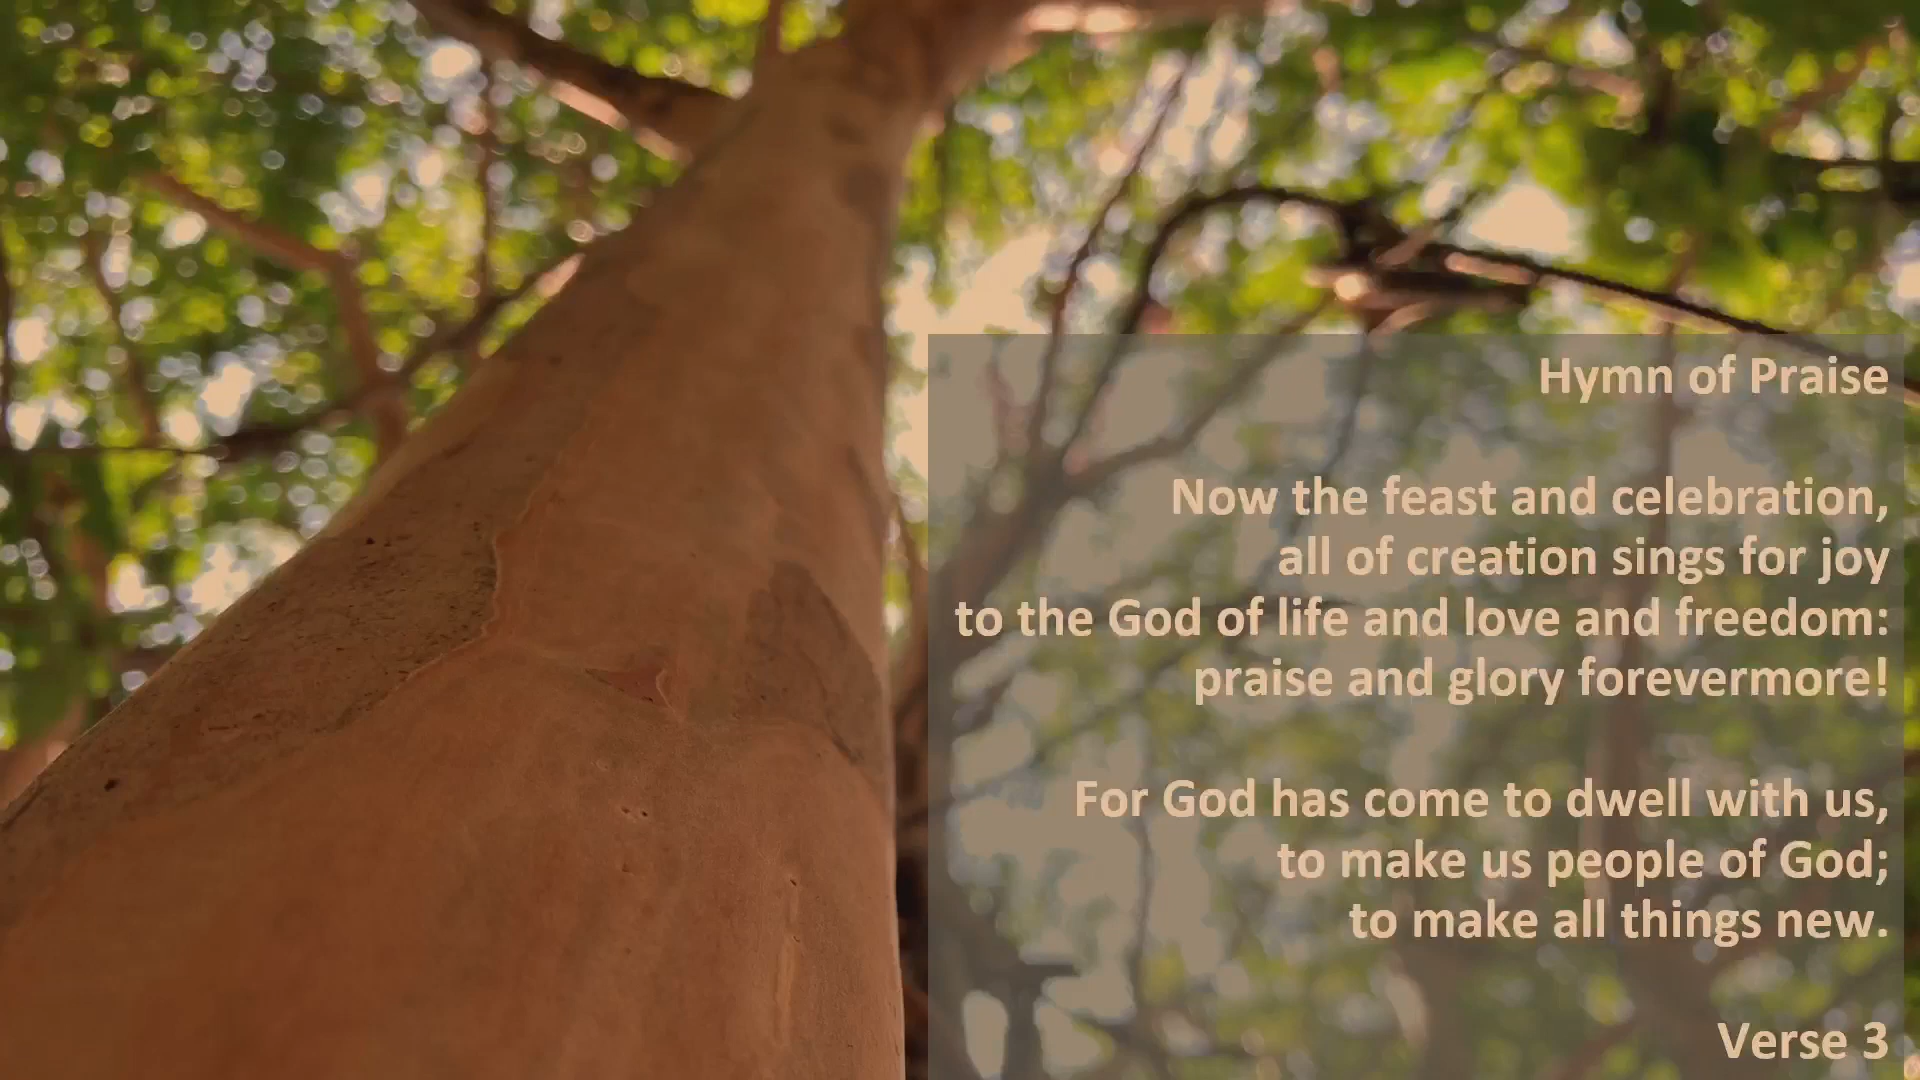 Hymn of Praise
Now the feast and celebration,
all of creation sings for joy
to the God of life and love and freedom:
praise and glory forevermore!
For God has come to dwell with us,
to make us people of God;
to make all things new.
Verse 3